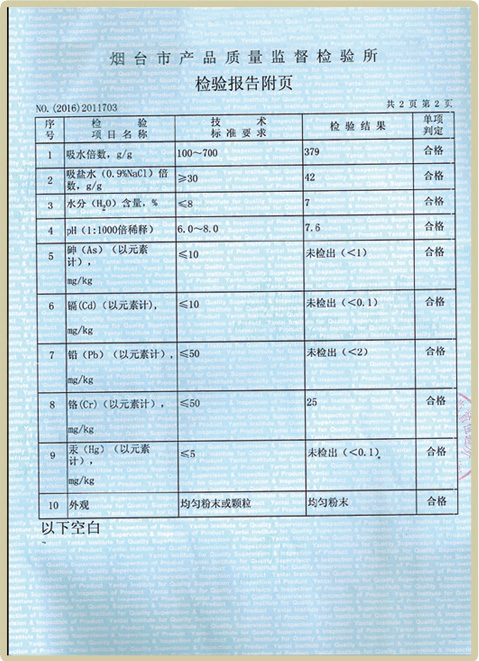 烟台市产品质量监督检验所
检验报告附页
NO.(2016)2011703
共 2 页 第 2 页
序号 检验项目名称 技术标准要求 检验结果 单项判定
1 吸水倍数，g/g 100～700 379 合格
2 吸盐水（0.9%NaCl）倍数，g/g ≥30 42 合格
3 水分（H₂O）含量，% ≤8 7 合格
4 pH（1:1000倍稀释） 6.0～8.0 7.6 合格
5 砷（As）（以元素计），mg/kg ≤10 未检出（<1） 合格
6 镉(Cd)（以元素计），mg/kg ≤10 未检出（<0.1） 合格
7 铅（Pb）（以元素计），mg/kg ≤50 未检出（<2） 合格
8 铬(Cr)（以元素计），mg/kg ≤50 25 合格
9 汞（Hg）（以元素计），mg/kg ≤5 未检出（<0.1） 合格
10 外观 均匀粉末或颗粒 均匀粉末 合格
以下空白